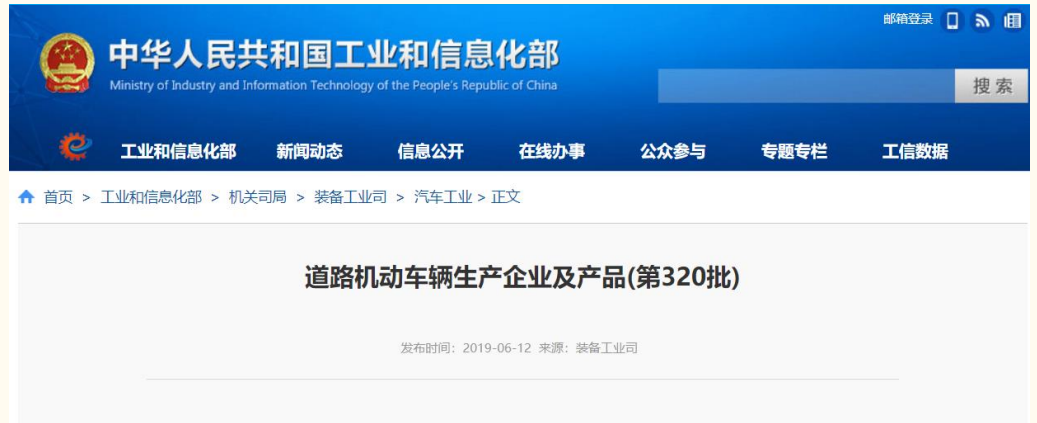 邮箱登录
中华人民共和国工业和信息化部
Ministry of Industry and Information Technology of the People's Republic of China
搜索
工业和信息化部 新闻动态 信息公开 在线办事 公众参与 专题专栏 工信数据
首页 > 工业和信息化部 > 机关司局 > 装备工业司 > 汽车工业 > 正文
道路机动车辆生产企业及产品(第320批)
发布时间：2019-06-12 来源：装备工业司